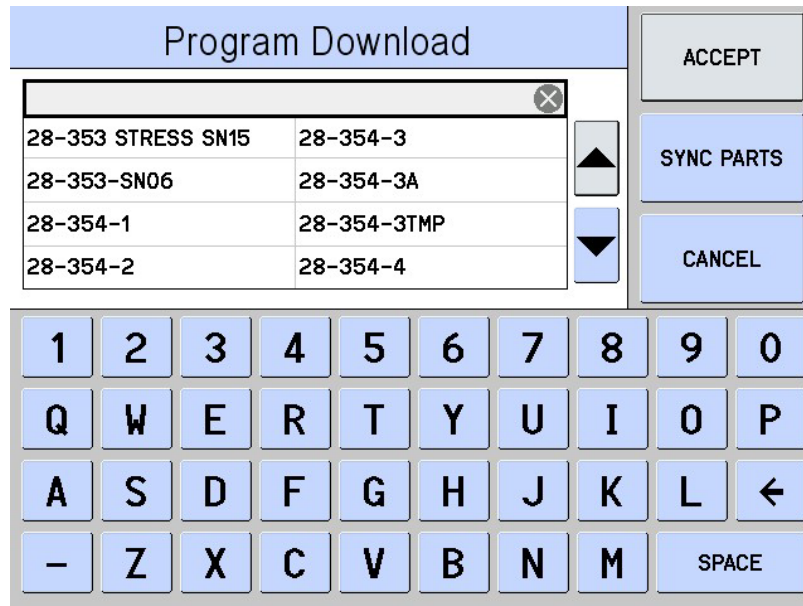 Program Download
ACCEPT
28-353 STRESS SN15
28-354-3
SYNC PARTS
28-353-SN06
28-354-3A
28-354-1
28-354-3TMP
28-354-2
28-354-4
CANCEL
1 2 3 4 5 6 7 8 9 0
Q W E R T Y U I O P
A S D F G H J K L ←
- Z X C V B N M SPACE